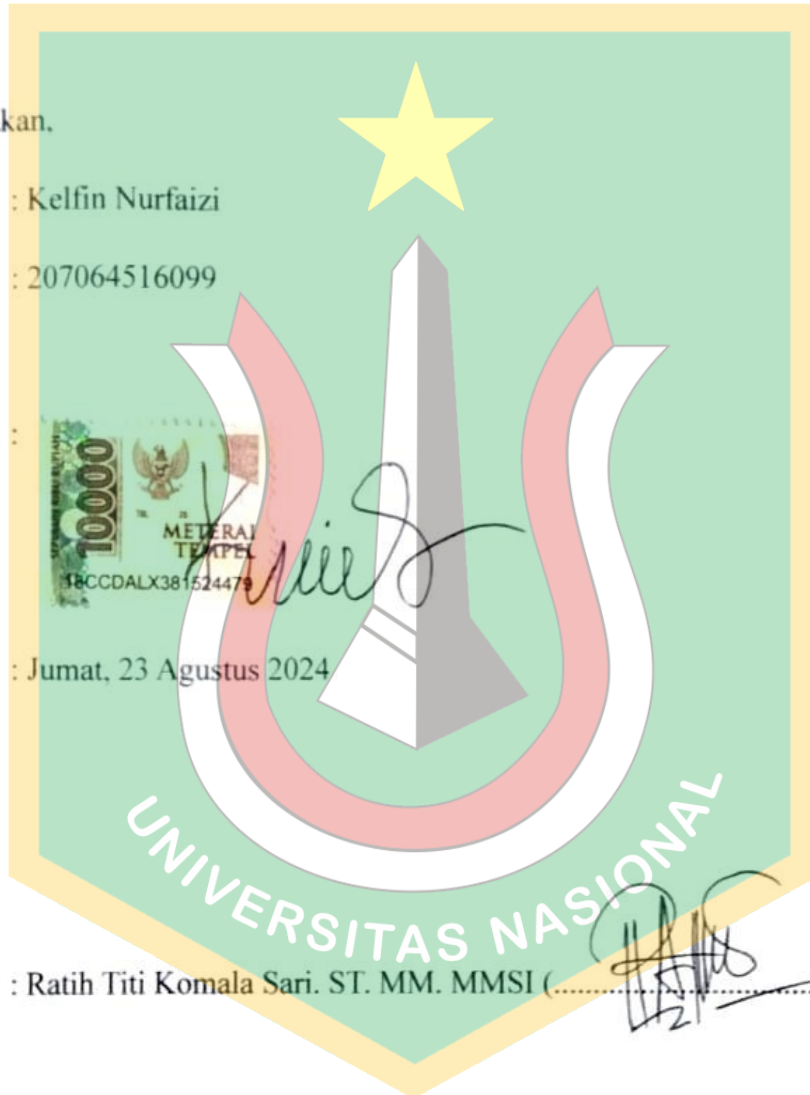 kan,
: Kelfin Nurfaizi
: 207064516099
:
10000
METERAI
TEMPEL
18CCDALX381524479
: Jumat, 23 Agustus 2024
UNIVERSITAS NASIONAL
: Ratih Titi Komala Sari. ST. MM. MMSI (..............................